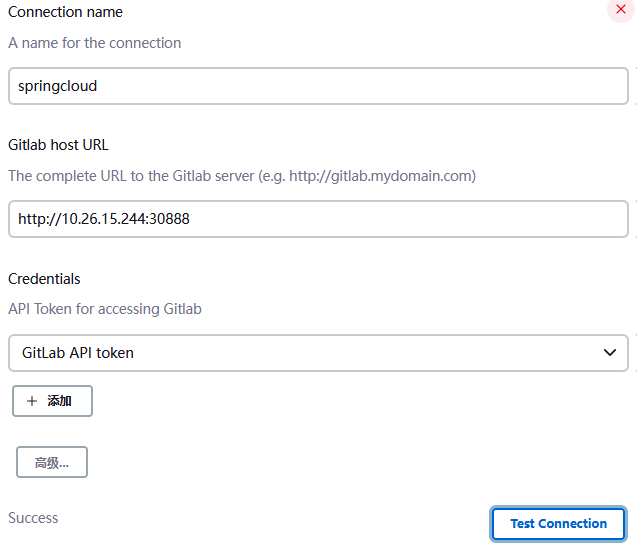 Connection name
A name for the connection
springcloud
Gitlab host URL
The complete URL to the Gitlab server (e.g. http://gitlab.mydomain.com)
http://10.26.15.244:30888
Credentials
API Token for accessing Gitlab
GitLab API token
+ 添加
高级...
Success
Test Connection